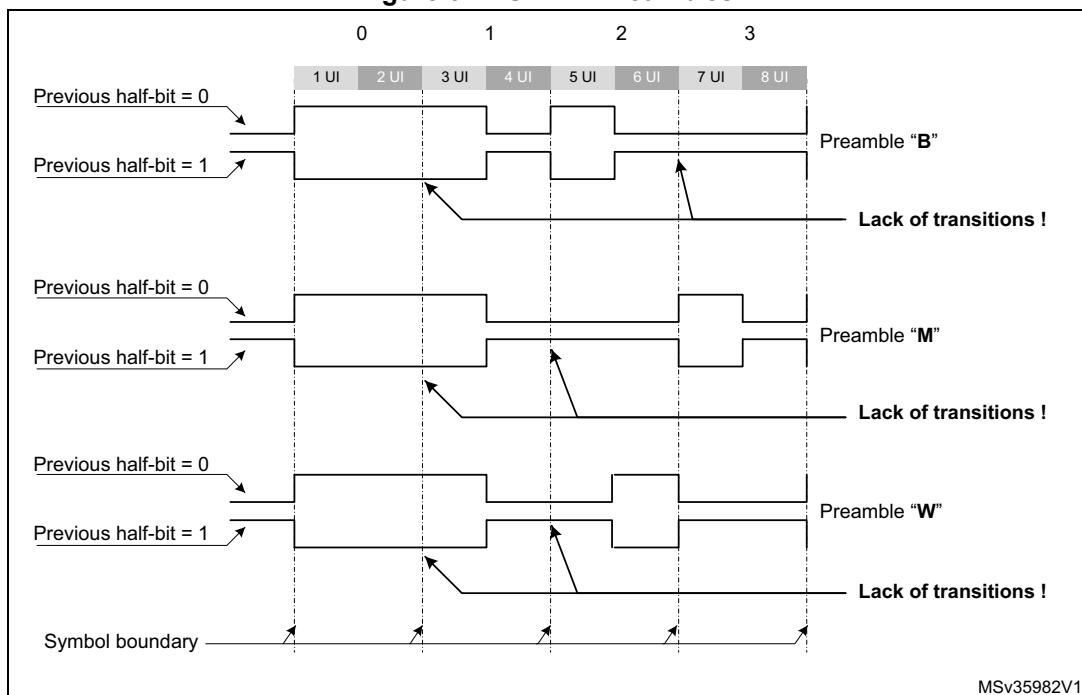 0 1 2 3
1 UI 2 UI 3 UI 4 UI 5 UI 6 UI 7 UI 8 UI
Previous half-bit = 0
Preamble “B”
Previous half-bit = 1
Lack of transitions !
Previous half-bit = 0
Preamble “M”
Previous half-bit = 1
Lack of transitions !
Previous half-bit = 0
Preamble “W”
Previous half-bit = 1
Lack of transitions !
Symbol boundary
MSv35982V1